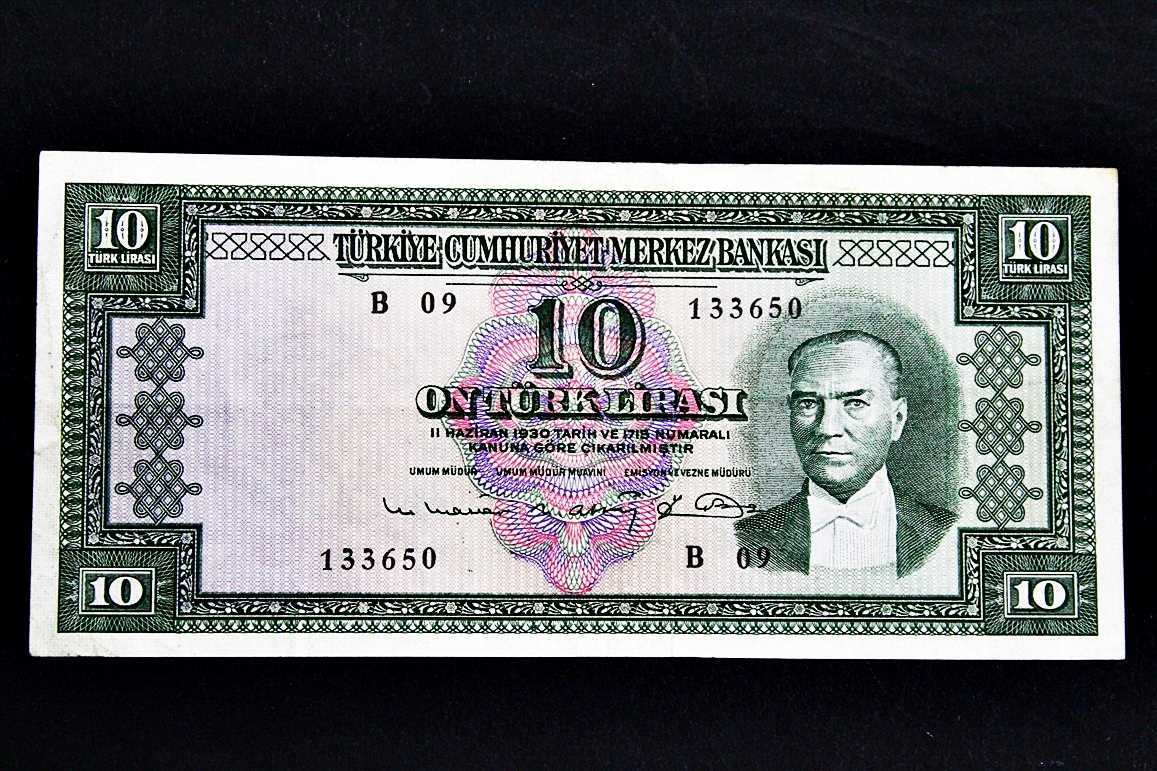 10
TÜRK LİRASI
10
TÜRK LİRASI
TÜRKİYE CUMHURİYET MERKEZ BANKASI
B 09 133650
10
ON TÜRK LİRASI
11 HAZİRAN 1930 TARİH VE 1715 NUMARALI
KANUNA GÖRE ÇIKARILMIŞTIR
UMUM MÜDÜR UMUM MÜDÜR MUAVİNİ EMİSYON VE VEZNE MÜDÜRÜ
133650 B 09
10 10